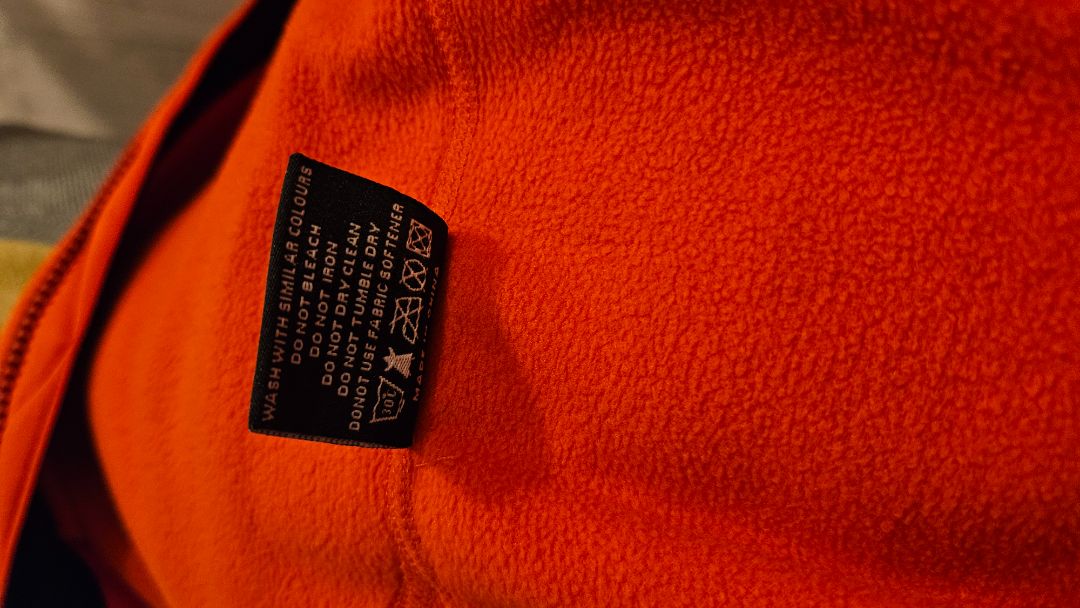 WASH WITH SIMILAR COLOURS
DO NOT BLEACH
DO NOT IRON
DO NOT DRY CLEAN
DO NOT TUMBLE DRY
DONOT USE FABRIC SOFTENER
30
MADE